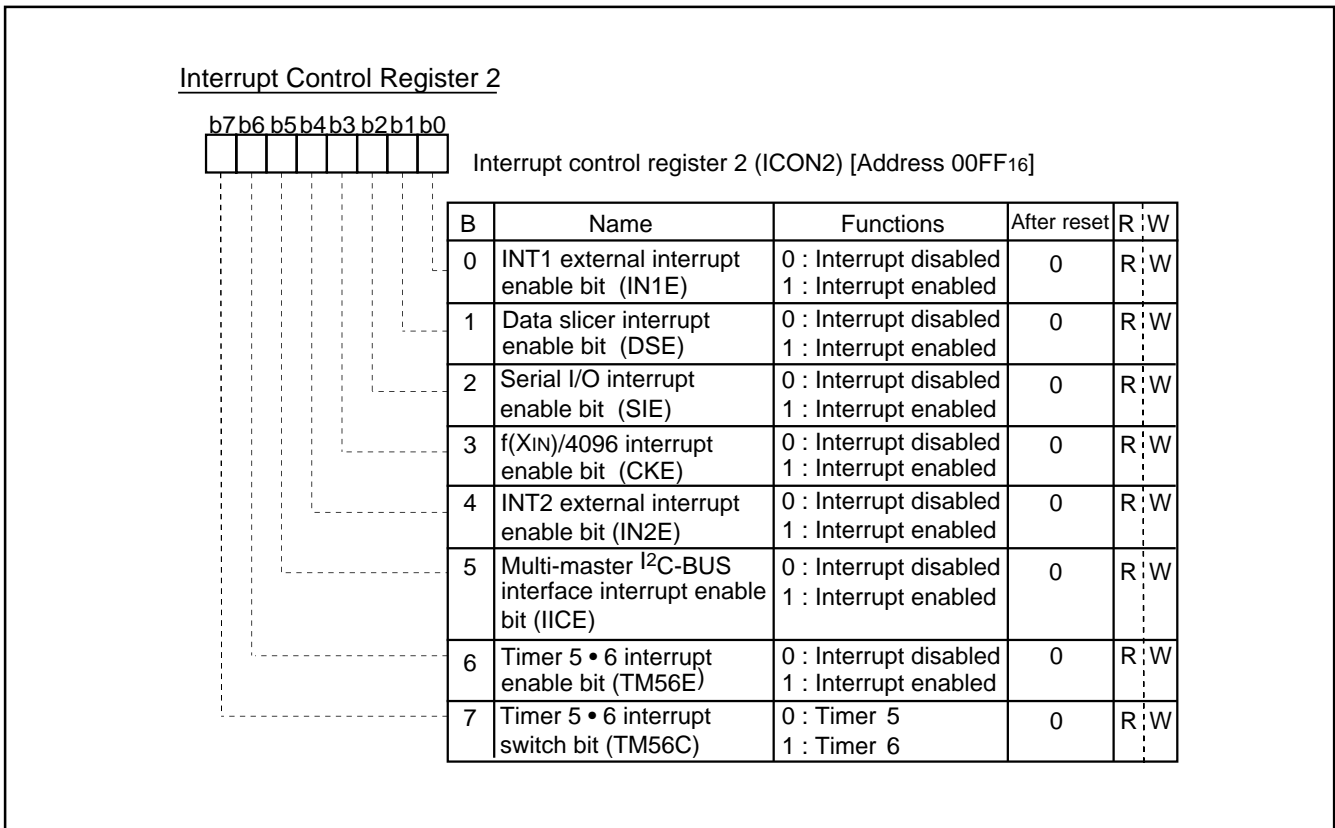 Interrupt Control Register 2
b7 b6 b5 b4 b3 b2 b1 b0
Interrupt control register 2 (ICON2) [Address 00FF16]
B Name Functions After reset R W
0 INT1 external interrupt enable bit (IN1E) 0 : Interrupt disabled 1 : Interrupt enabled 0 R W
1 Data slicer interrupt enable bit (DSE) 0 : Interrupt disabled 1 : Interrupt enabled 0 R W
2 Serial I/O interrupt enable bit (SIE) 0 : Interrupt disabled 1 : Interrupt enabled 0 R W
3 f(XIN)/4096 interrupt enable bit (CKE) 0 : Interrupt disabled 1 : Interrupt enabled 0 R W
4 INT2 external interrupt enable bit (IN2E) 0 : Interrupt disabled 1 : Interrupt enabled 0 R W
5 Multi-master I2C-BUS interface interrupt enable bit (IICE) 0 : Interrupt disabled 1 : Interrupt enabled 0 R W
6 Timer 5 • 6 interrupt enable bit (TM56E) 0 : Interrupt disabled 1 : Interrupt enabled 0 R W
7 Timer 5 • 6 interrupt switch bit (TM56C) 0 : Timer 5 1 : Timer 6 0 R W